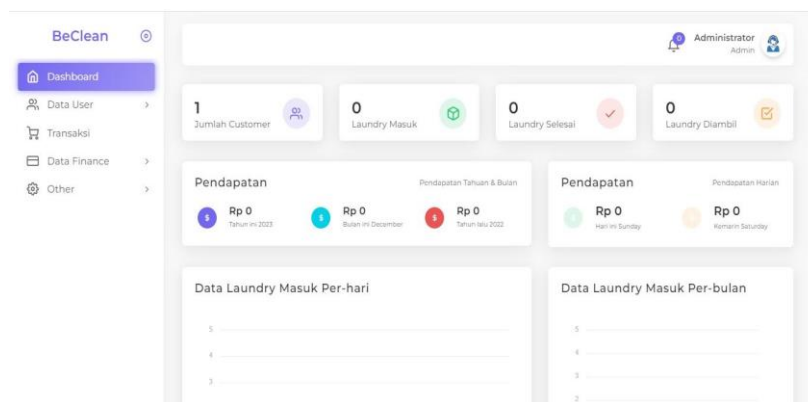 BeClean
Dashboard
Data User
Transaksi
Data Finance
Other
0
Administrator
Admin
1
Jumlah Customer
0
Laundry Masuk
0
Laundry Selesai
0
Laundry Diambil
Pendapatan
Pendapatan Tahuan & Bulan
$
Rp 0
Tahun ini 2023
$
Rp 0
Bulan ini December
$
Rp 0
Tahun lalu 2022
Pendapatan
Pendapatan Harian
Rp 0
Hari ini Sunday
Rp 0
Kemarin Saturday
Data Laundry Masuk Per-hari
5
4
3
Data Laundry Masuk Per-bulan
5
4
3
2